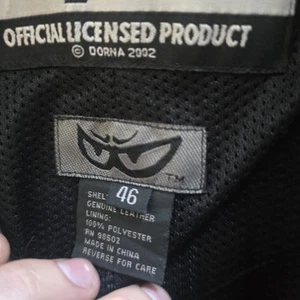 OFFICIAL LICENSED PRODUCT
© DORNA 2002
TM
46
SHEL
GENUINE LEATHER
LINING:
100% POLYESTER
RN 98502
MADE IN CHINA
REVERSE FOR CARE